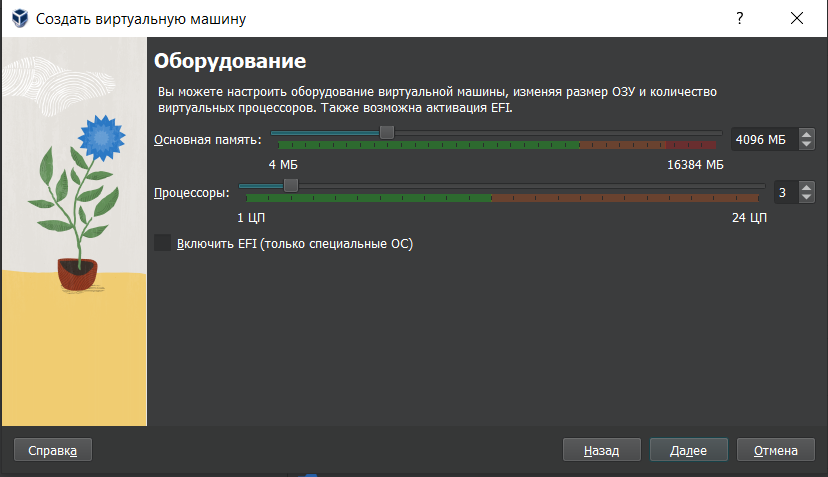 Создать виртуальную машину
?
Оборудование
Вы можете настроить оборудование виртуальной машины, изменяя размер ОЗУ и количество
виртуальных процессоров. Также возможна активация EFI.
Основная память: 4096 МБ
4 МБ 16384 МБ
Процессоры: 3
1 ЦП 24 ЦП
Включить EFI (только специальные ОС)
Справка Назад Далее Отмена